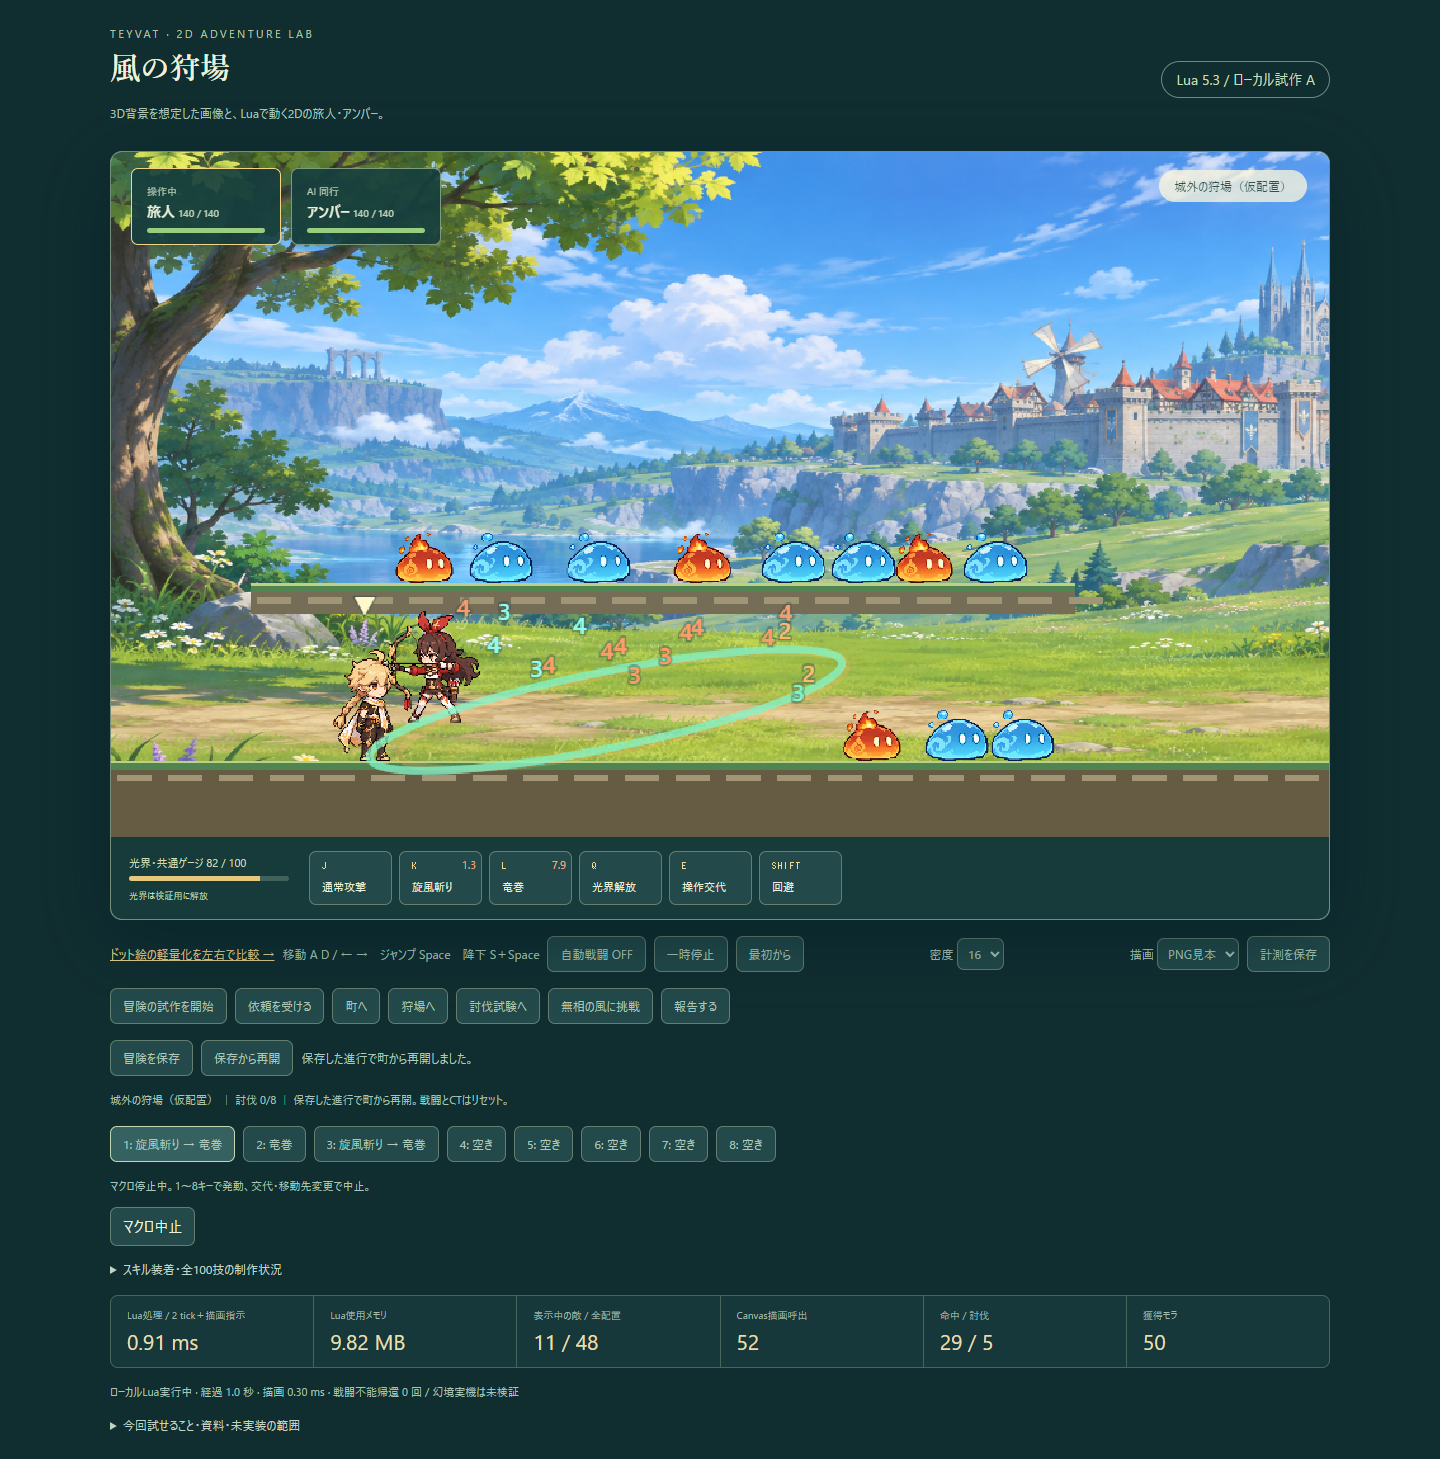 TEYVAT · 2D ADVENTURE LAB
風の狩場
Lua 5.3 / ローカル試作 A
3D背景を想定した画像と、Luaで動く2Dの旅人・アンバー。
操作中
旅人 140 / 140
AI 同行
アンバー 140 / 140
城外の狩場（仮配置）
4
3
4
4
4
2
4
4
4
4
4
3
3
4
3
2
3
光界・共通ゲージ 82 / 100
光界は検証用に解放
J
通常攻撃
K 1.3
旋風斬り
L 7.9
竜巻
Q
光界解放
E
操作交代
SHIFT
回避
ドット絵の軽量化を左右で比較 → 移動 A D / ← → ジャンプ Space 降下 S+Space 自動戦闘 OFF 一時停止 最初から 密度 16 描画 PNG見本 計測を保存
冒険の試作を開始 依頼を受ける 町へ 狩場へ 討伐試験へ 無相の風に挑戦 報告する
冒険を保存 保存から再開 保存した進行で町から再開しました。
城外の狩場（仮配置） | 討伐 0/8 | 保存した進行で町から再開。戦闘とCTはリセット。
1: 旋風斬り → 竜巻 2: 竜巻 3: 旋風斬り → 竜巻 4: 空き 5: 空き 6: 空き 7: 空き 8: 空き
マクロ停止中。1〜8キーで発動、交代・移動先変更で中止。
マクロ中止
▶ スキル装着・全100技の制作状況
Lua処理 / 2 tick＋描画指示
0.91 ms
Lua使用メモリ
9.82 MB
表示中の敵 / 全配置
11 / 48
Canvas描画呼出
52
命中 / 討伐
29 / 5
獲得モラ
50
ローカルLua実行中 · 経過 1.0 秒 · 描画 0.30 ms · 戦闘不能帰還 0 回 / 幻境実機は未検証
▶ 今回試せること・資料・未実装の範囲